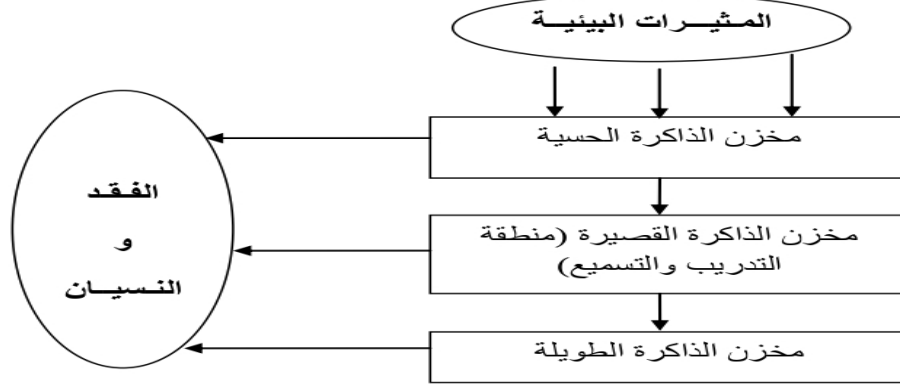 المثيرات البيئية
مخزن الذاكرة الحسية
مخزن الذاكرة القصيرة (منطقة
التدريب والتسميع)
مخزن الذاكرة الطويلة
الفقد
و
النسيان